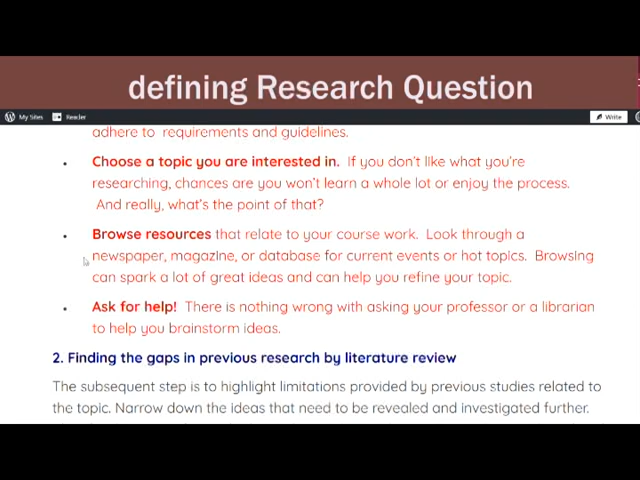 defining Research Question
My Sites Reader Write
adhere to requirements and guidelines.
Choose a topic you are interested in. If you don't like what you're
researching, chances are you won't learn a whole lot or enjoy the process.
And really, what's the point of that?
Browse resources that relate to your course work. Look through a
newspaper, magazine, or database for current events or hot topics. Browsing
can spark a lot of great ideas and can help you refine your topic.
Ask for help! There is nothing wrong with asking your professor or a librarian
to help you brainstorm ideas.
2. Finding the gaps in previous research by literature review
The subsequent step is to highlight limitations provided by previous studies related to
the topic. Narrow down the ideas that need to be revealed and investigated further.